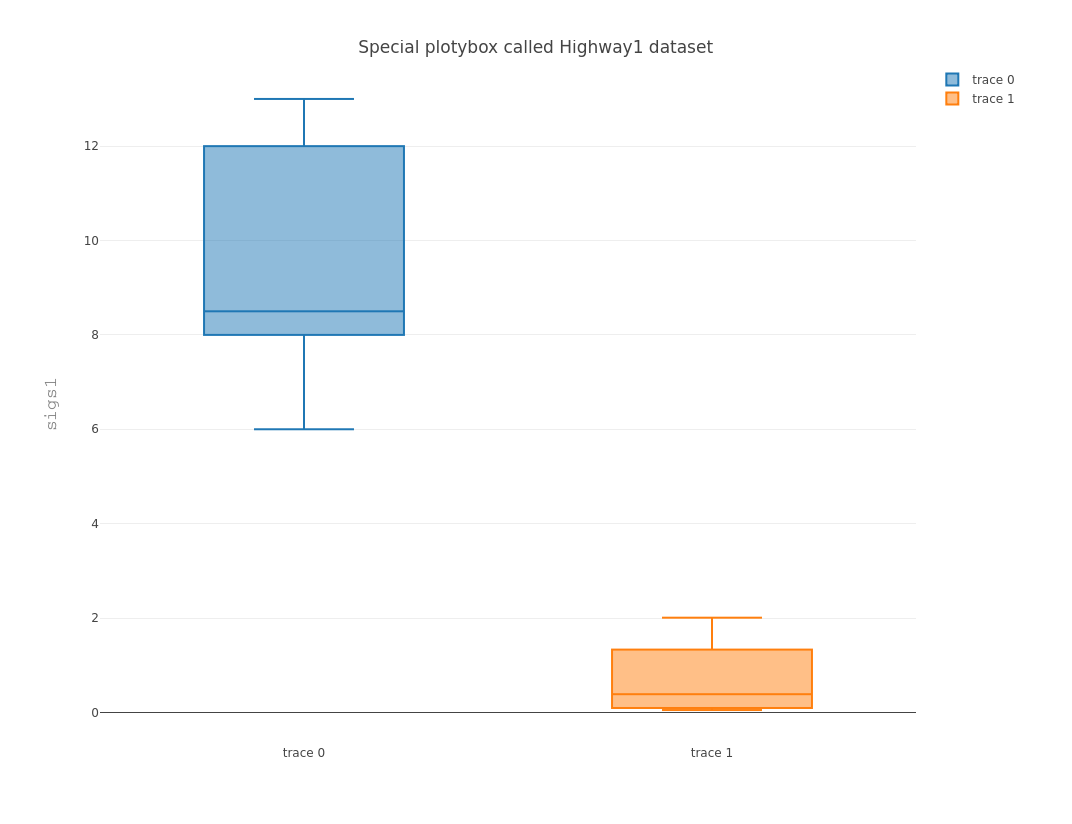 Special plotybox called Highway1 dataset
trace 0
trace 1
12
10
8
6
4
2
0
sigs1
trace 0
trace 1